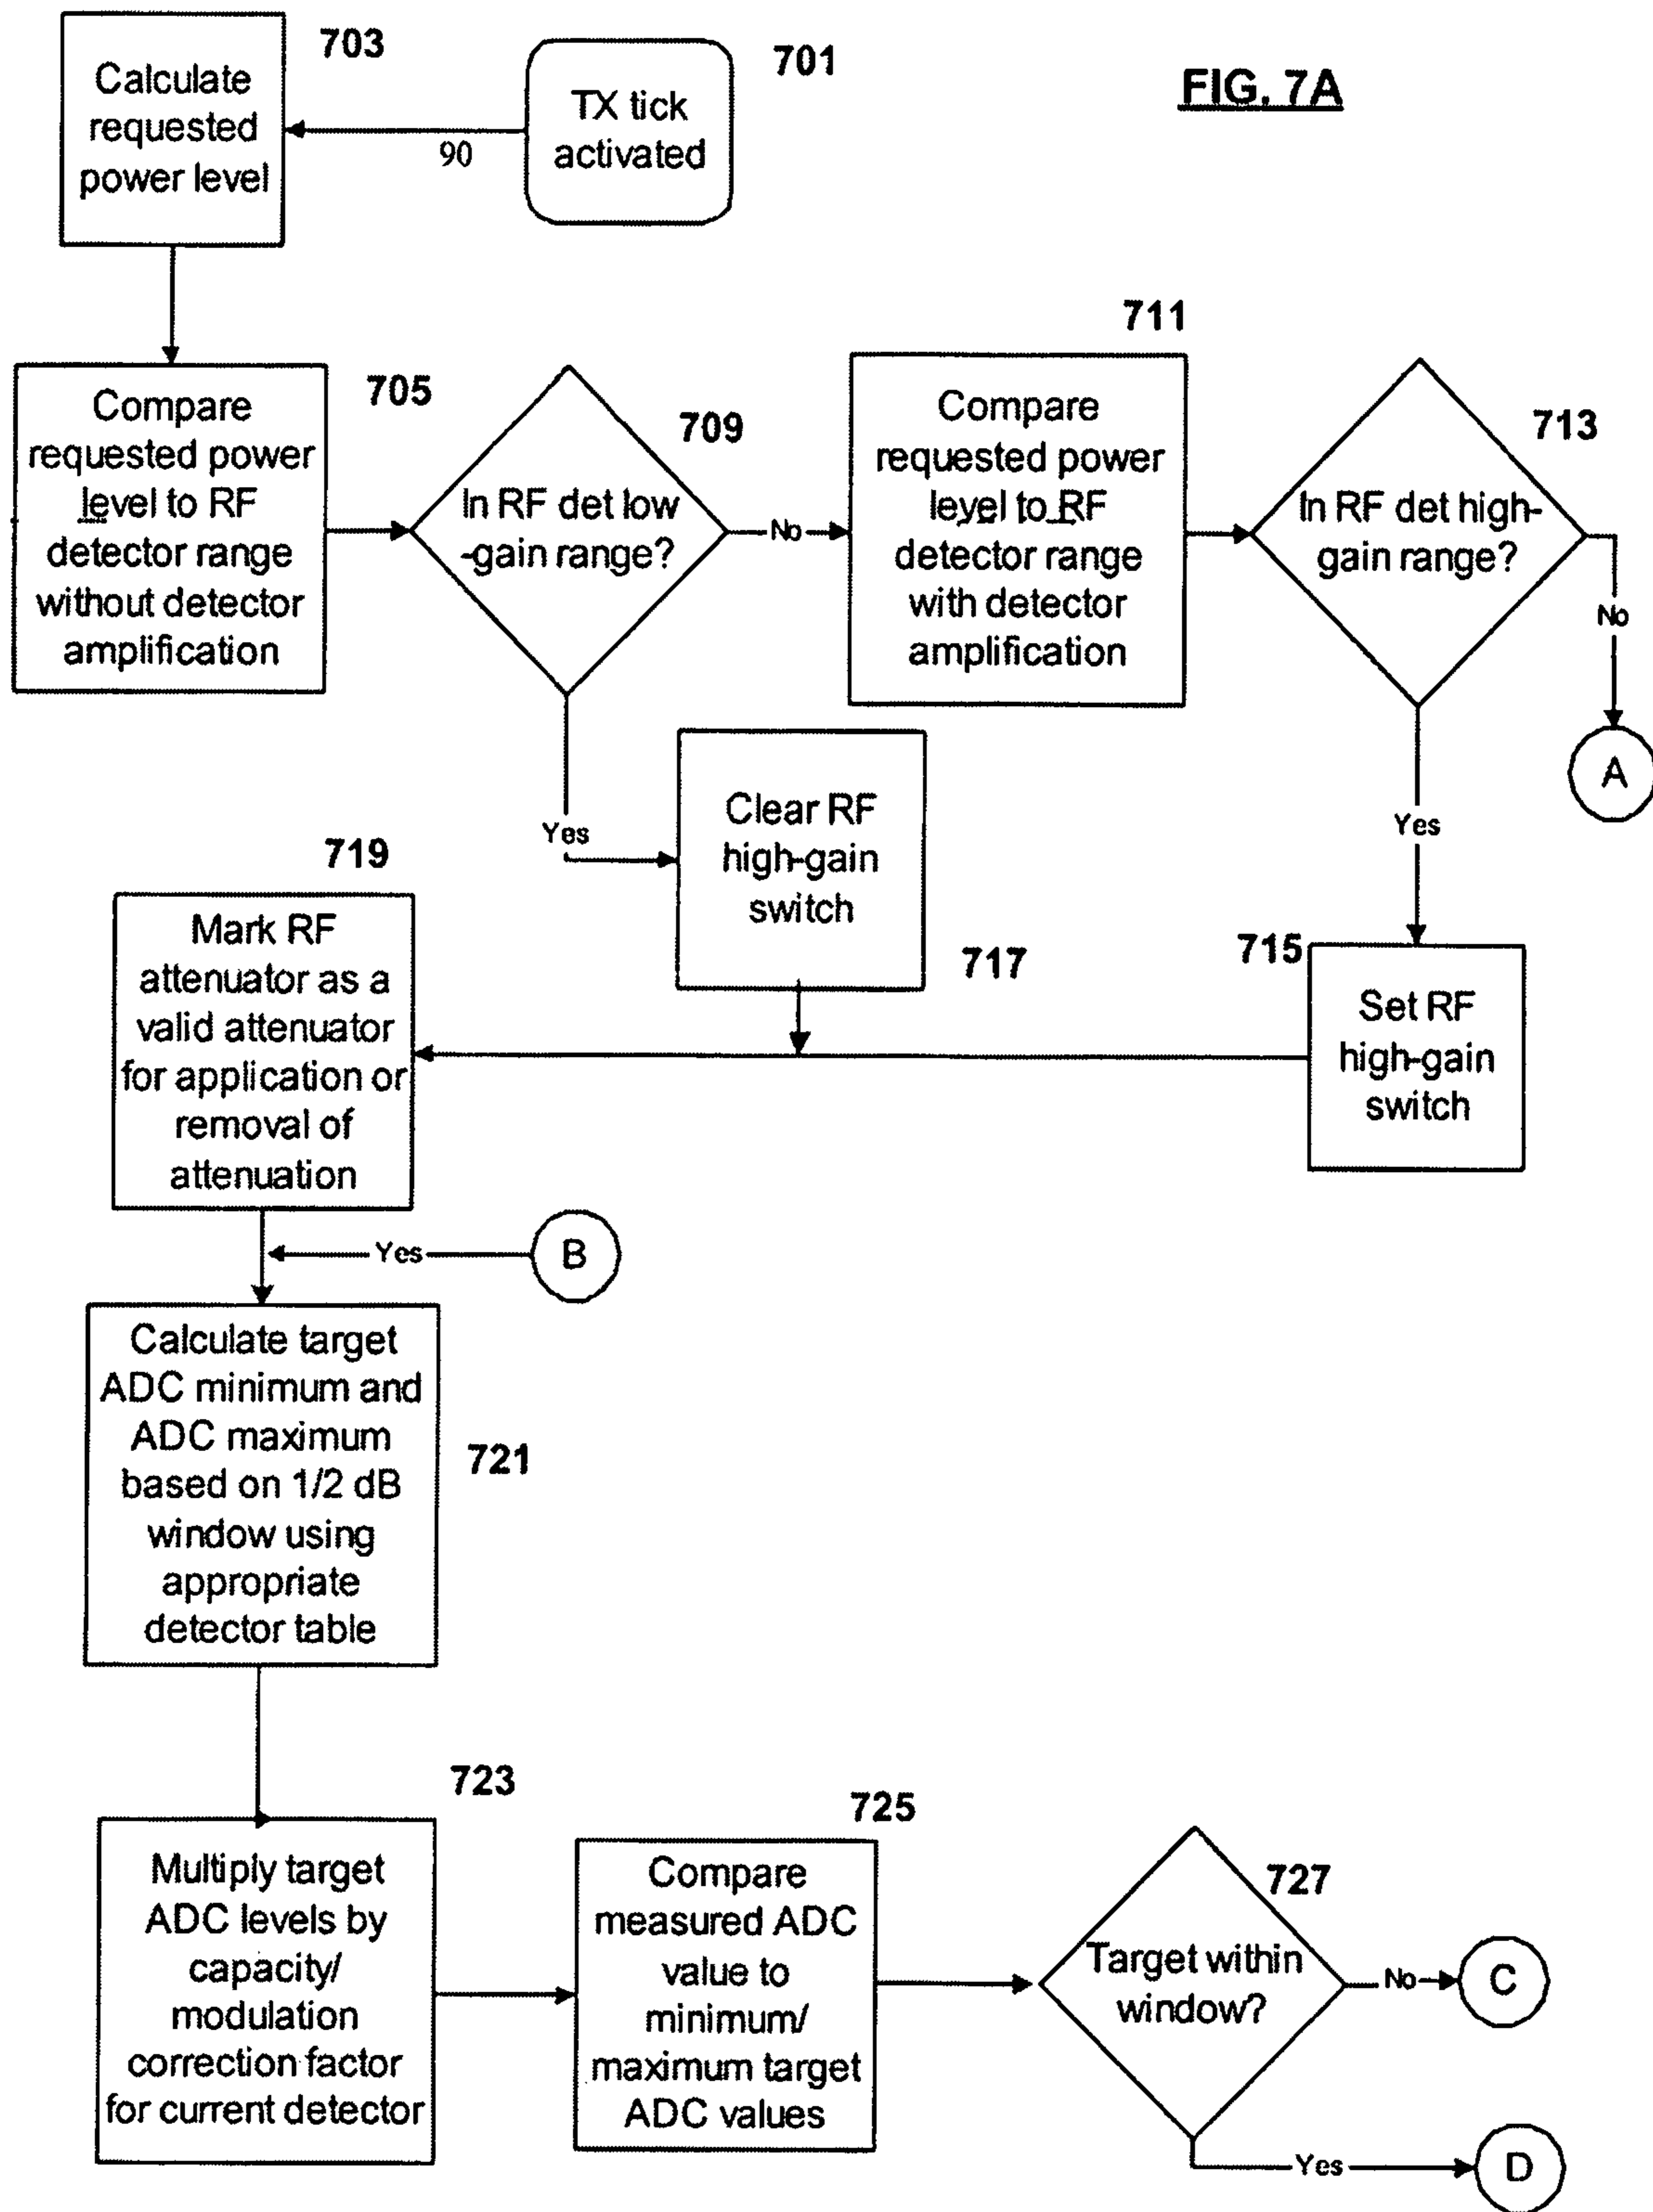 703
Calculate
requested
power level
90
TX tick
activated
701
FIG. 7A
Compare
requested power
level to RF
detector range
without detector
amplification
705
In RF det low
-gain range?
709
No
711
Compare
requested power
level to RF
detector range
with detector
amplification
In RF det high-
gain range?
713
No
A
Yes
Clear RF
high-gain
switch
717
Yes
715
Set RF
high-gain
switch
719
Mark RF
attenuator as a
valid attenuator
for application or
removal of
attenuation
Yes
B
Calculate target
ADC minimum and
ADC maximum
based on 1/2 dB
window using
appropriate
detector table
721
723
Multiply target
ADC levels by
capacity/
modulation
correction factor
for current detector
725
Compare
measured ADC
value to
minimum/
maximum target
ADC values
727
Target within
window?
No
C
Yes
D